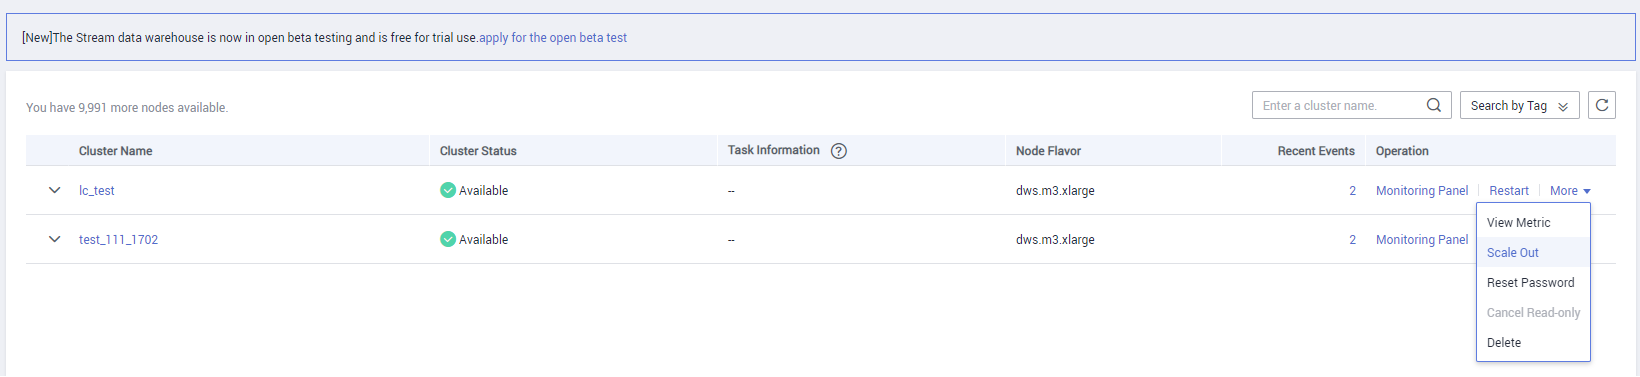 [New]The Stream data warehouse is now in open beta testing and is free for trial use.apply for the open beta test
You have 9,991 more nodes available.
Enter a cluster name.
Search by Tag
Cluster Name Cluster Status Task Information ? Node Flavor Recent Events Operation
lc_test Available -- dws.m3.xlarge 2 Monitoring Panel Restart More
test_111_1702 Available -- dws.m3.xlarge 2 Monitoring Panel
View Metric
Scale Out
Reset Password
Cancel Read-only
Delete